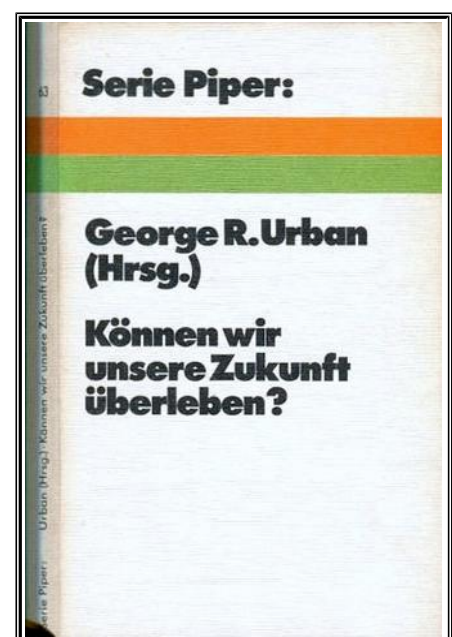 Serie Piper:
George R. Urban
(Hrsg.)
Können wir
unsere Zukunft
überleben?
63
Urban (Hrsg.) · Können wir unsere Zukunft überleben?
Serie Piper: